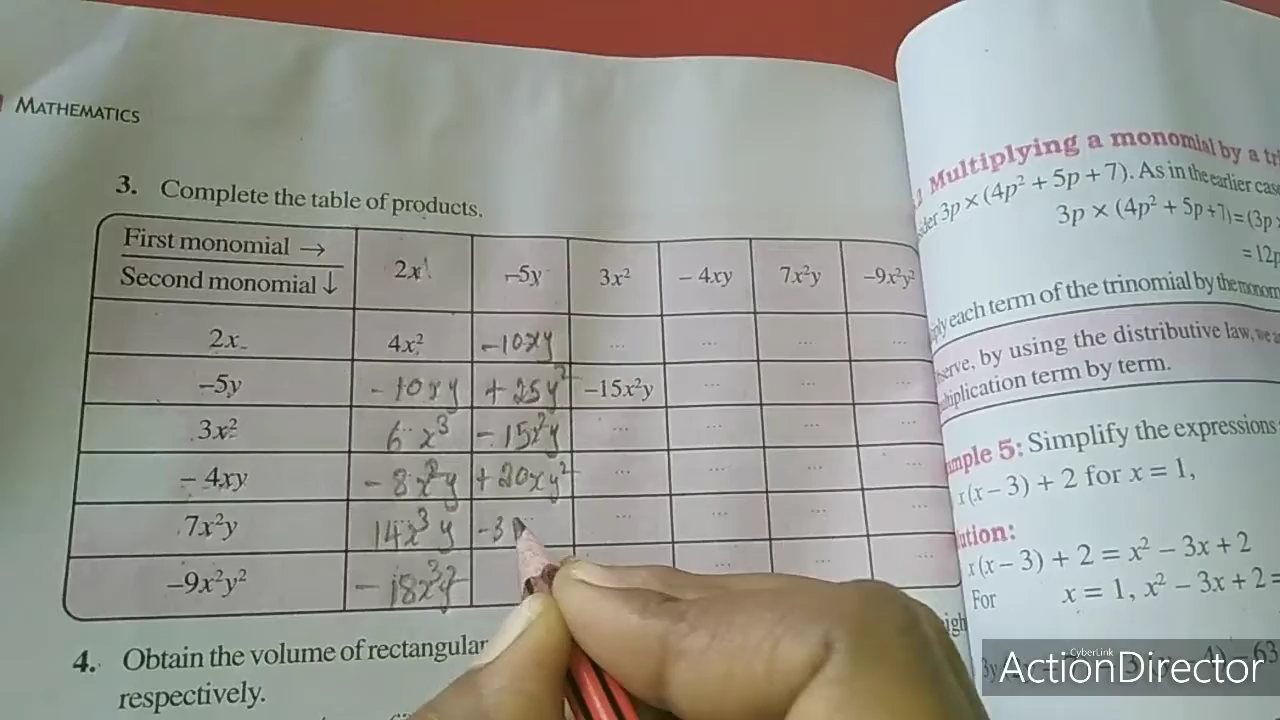 MATHEMATICS
3. Complete the table of products.
First monomial → 2x -5y 3x² - 4xy 7x²y -9x²y²
Second monomial ↓
2x 4x² -10xy ... ... ... ...
-5y -10xy +25y² -15x²y ... ... ...
3x² 6x³ -15x²y ... ... ... ...
- 4xy -8x²y +20xy² ... ... ... ...
7x²y 14x³y -3 ... ... ... ...
-9x²y² -18x³y² ... ...
4. Obtain the volume of rectangular
respectively.
Multiplying a monomial by a tri
3p × (4p² + 5p + 7). As in the earlier case
3p × (4p² + 5p + 7) = (3p
= 12p
each term of the trinomial by the monom
serve, by using the distributive law, we a
multiplication term by term.
ample 5: Simplify the expressions
x(x - 3) + 2 for x = 1,
ution:
x(x - 3) + 2 = x² - 3x + 2
For x = 1, x² - 3x + 2 =
CyberLink
ActionDirector